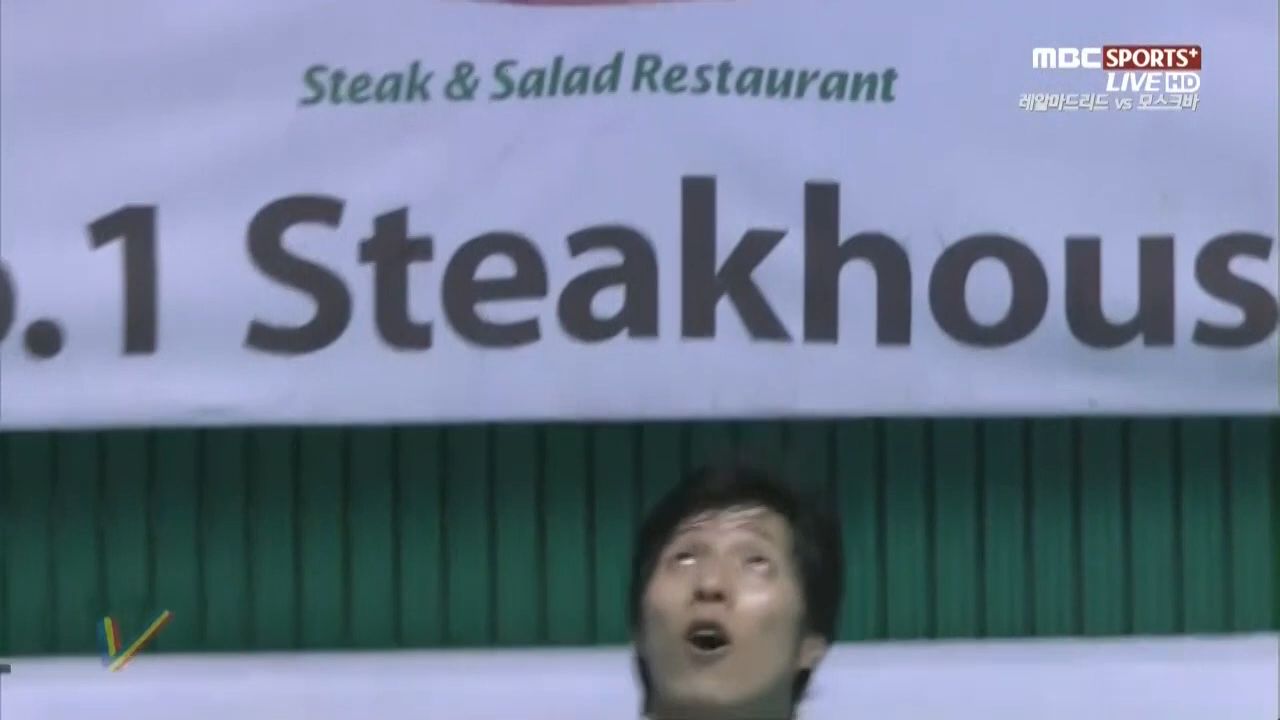 Steak & Salad Restaurant
.1 Steakhous
MBC SPORTS+
LIVE HD
레알마드리드 vs 모스크바